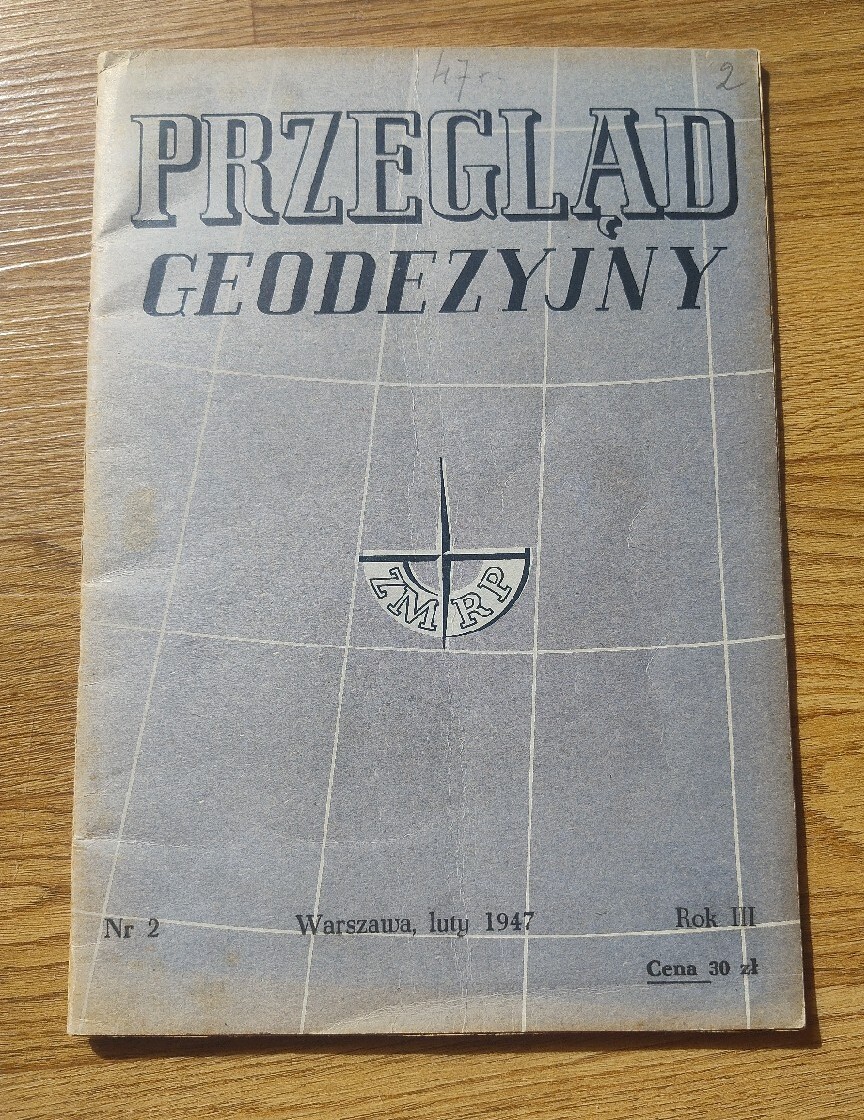 47 r. 2
PRZEGLĄD
GEODEZYJNY
ZMRP
Nr 2 Warszawa, luty 1947 Rok III
Cena 30 zł